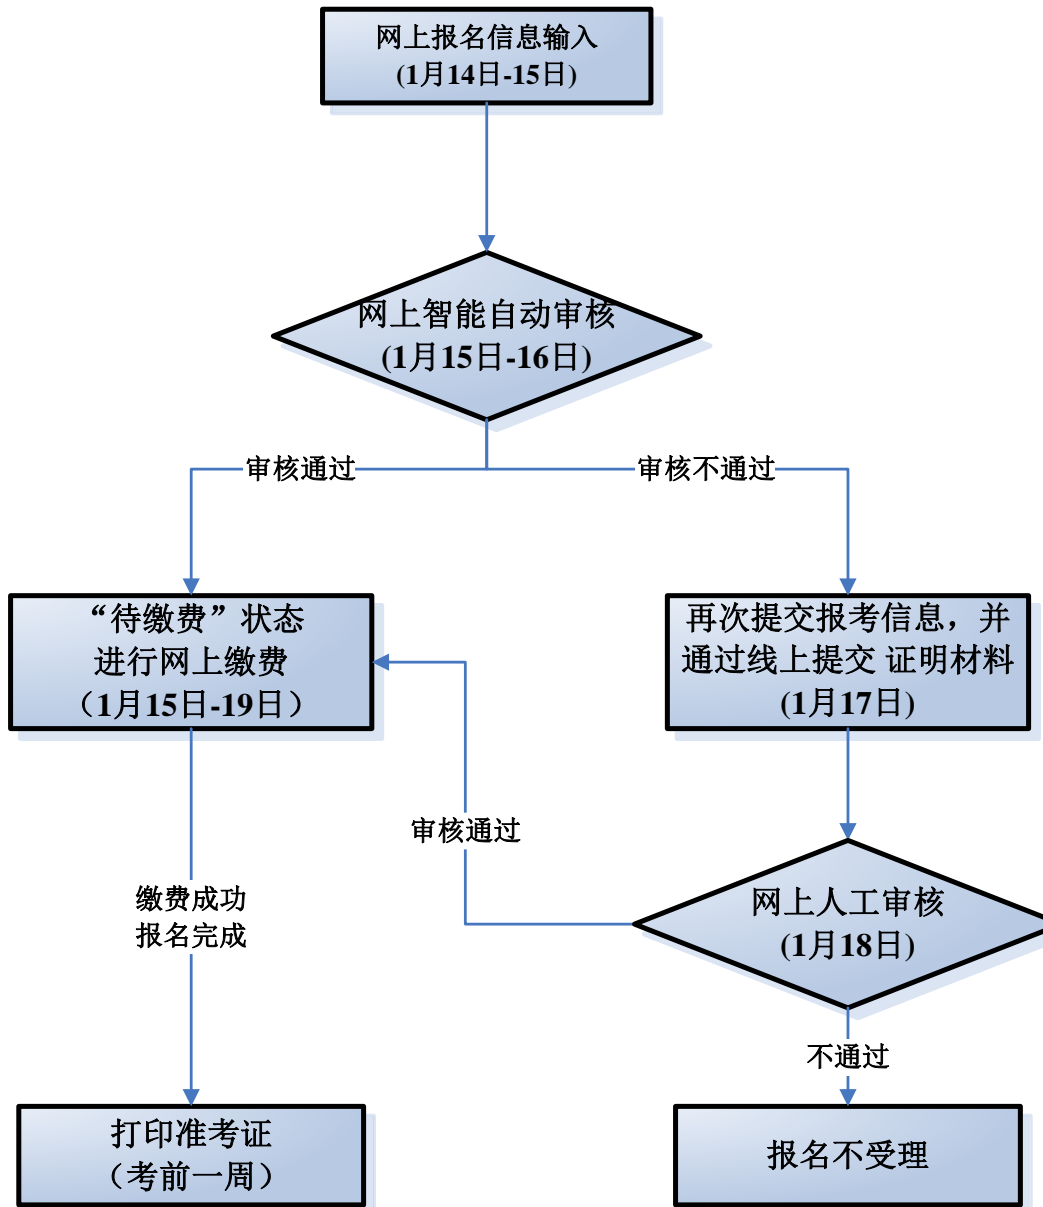 网上报名信息输入
(1月14日-15日)
网上智能自动审核
(1月15日-16日)
审核通过
审核不通过
“待缴费”状态
进行网上缴费
（1月15日-19日）
再次提交报考信息，并
通过线上提交 证明材料
(1月17日)
审核通过
网上人工审核
(1月18日)
缴费成功
报名完成
不通过
打印准考证
（考前一周）
报名不受理